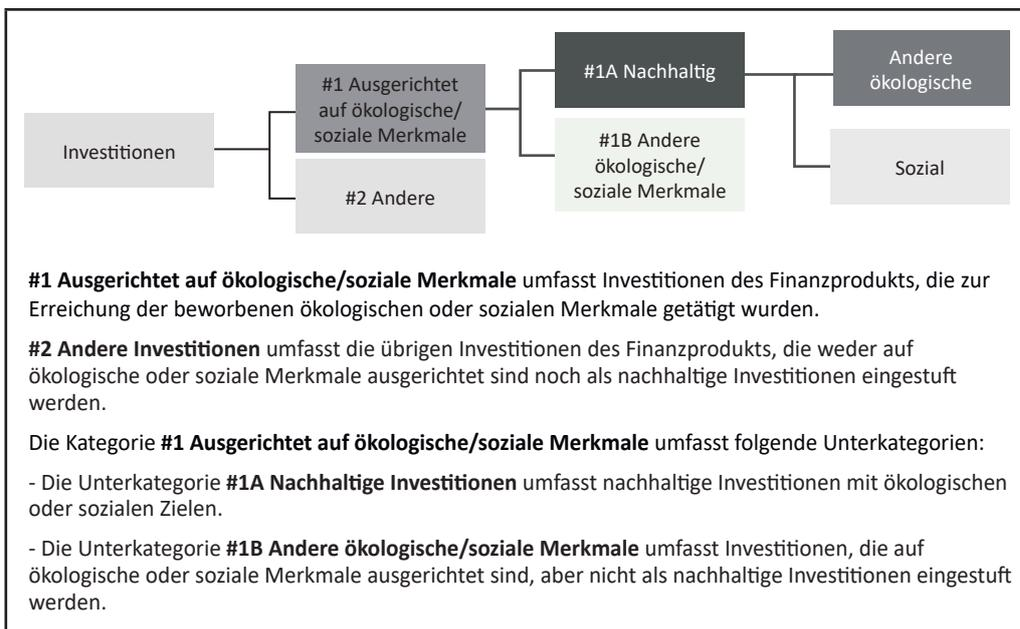 Investitionen
#1 Ausgerichtet
auf ökologische/
soziale Merkmale
#2 Andere
#1A Nachhaltig
#1B Andere
ökologische/
soziale Merkmale
Andere
ökologische
Sozial
#1 Ausgerichtet auf ökologische/soziale Merkmale umfasst Investitionen des Finanzprodukts, die zur
Erreichung der beworbenen ökologischen oder sozialen Merkmale getätigt wurden.
#2 Andere Investitionen umfasst die übrigen Investitionen des Finanzprodukts, die weder auf
ökologische oder soziale Merkmale ausgerichtet sind noch als nachhaltige Investitionen eingestuft
werden.
Die Kategorie #1 Ausgerichtet auf ökologische/soziale Merkmale umfasst folgende Unterkategorien:
- Die Unterkategorie #1A Nachhaltige Investitionen umfasst nachhaltige Investitionen mit ökologischen
oder sozialen Zielen.
- Die Unterkategorie #1B Andere ökologische/soziale Merkmale umfasst Investitionen, die auf
ökologische oder soziale Merkmale ausgerichtet sind, aber nicht als nachhaltige Investitionen eingestuft
werden.